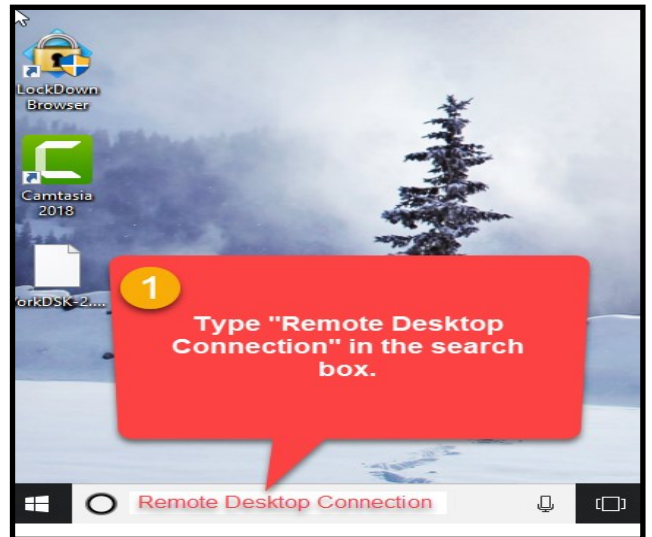 LockDown
Browser
Camtasia
2018
orkDSK-2....
1
Type "Remote Desktop
Connection" in the search
box.
Remote Desktop Connection